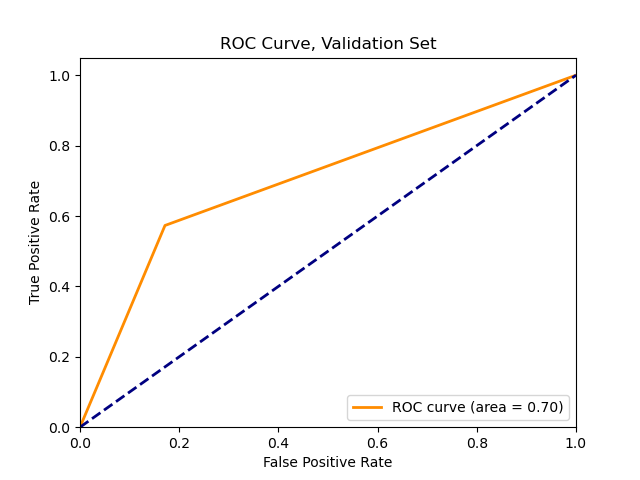 ROC Curve, Validation Set
1.0
0.8
0.6
0.4
0.2
0.0
True Positive Rate
ROC curve (area = 0.70)
0.0 0.2 0.4 0.6 0.8 1.0
False Positive Rate